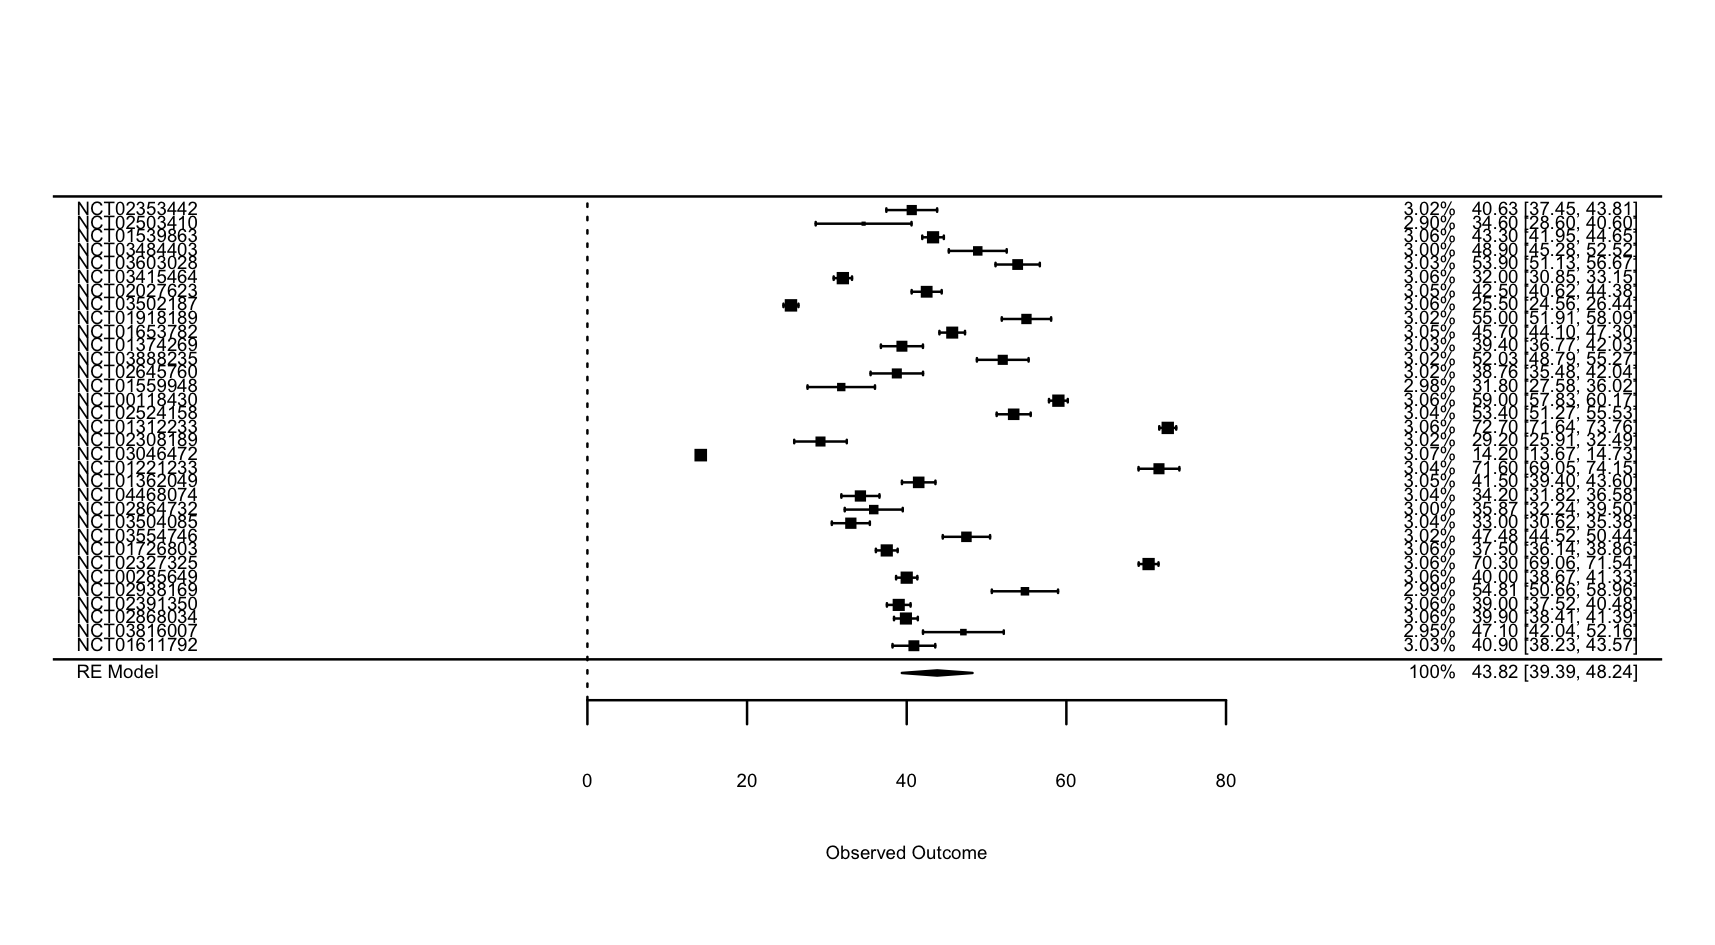 NCT02353442 3.02% 40.63 [37.45, 43.81]
NCT02503410 2.90% 34.60 [28.60, 40.60]
NCT01539863 3.06% 43.30 [41.95, 44.65]
NCT03484403 3.00% 48.90 [45.28, 52.52]
NCT03603028 3.03% 53.90 [51.13, 56.67]
NCT03415464 3.06% 32.00 [30.85, 33.15]
NCT02027623 3.05% 42.50 [40.62, 44.38]
NCT03502187 3.06% 25.50 [24.56, 26.44]
NCT01918189 3.02% 55.00 [51.91, 58.09]
NCT01653782 3.05% 45.70 [44.10, 47.30]
NCT01374269 3.03% 39.40 [36.77, 42.03]
NCT03888235 3.02% 52.03 [48.79, 55.27]
NCT02645760 3.02% 38.76 [35.48, 42.04]
NCT01559948 2.98% 31.80 [27.58, 36.02]
NCT00118430 3.06% 59.00 [57.83, 60.17]
NCT02524158 3.04% 53.40 [51.27, 55.53]
NCT01312233 3.06% 72.70 [71.64, 73.76]
NCT02308189 3.02% 29.20 [25.91, 32.49]
NCT03046472 3.07% 14.20 [13.67, 14.73]
NCT01221233 3.04% 71.60 [69.05, 74.15]
NCT01362049 3.05% 41.50 [39.40, 43.60]
NCT04468074 3.04% 34.20 [31.82, 36.58]
NCT02864732 3.00% 35.87 [32.24, 39.50]
NCT03504085 3.04% 33.00 [30.62, 35.38]
NCT03554746 3.02% 47.48 [44.52, 50.44]
NCT01726803 3.06% 37.50 [36.14, 38.86]
NCT02327325 3.06% 70.30 [69.06, 71.54]
NCT00285649 3.06% 40.00 [38.67, 41.33]
NCT02938169 2.99% 54.81 [50.66, 58.96]
NCT02391350 3.06% 39.00 [37.52, 40.48]
NCT02868034 3.06% 39.90 [38.41, 41.39]
NCT03816007 2.95% 47.10 [42.04, 52.16]
NCT01611792 3.03% 40.90 [38.23, 43.57]
RE Model 100% 43.82 [39.39, 48.24]
0 20 40 60 80
Observed Outcome